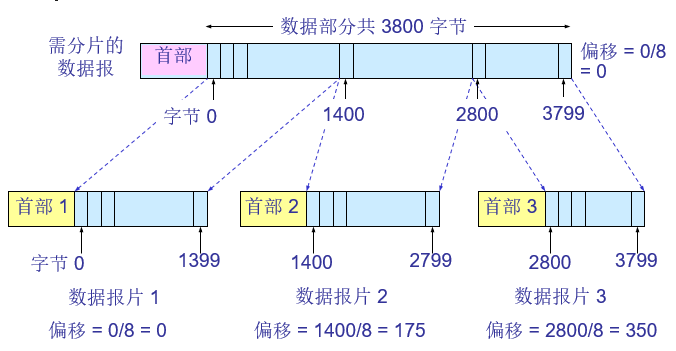 数据部分共 3800 字节
需分片的
数据报
首部
偏移 = 0/8
= 0
字节 0
1400
2800
3799
首部 1
首部 2
首部 3
字节 0
1399
1400
2799
2800
3799
数据报片 1
数据报片 2
数据报片 3
偏移 = 0/8 = 0
偏移 = 1400/8 = 175
偏移 = 2800/8 = 350